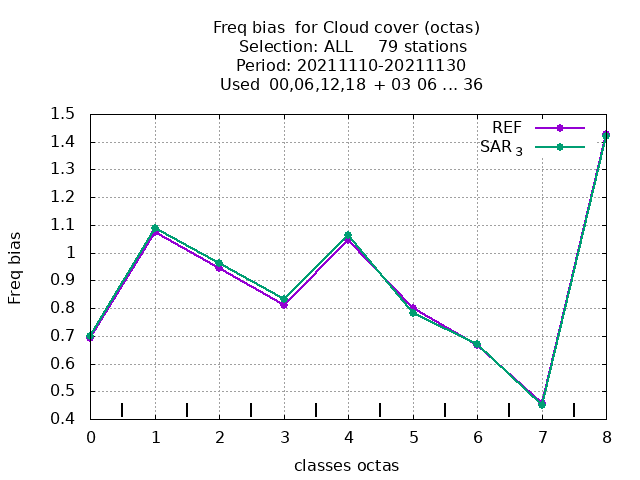 Freq bias for Cloud cover (octas)
Selection: ALL 79 stations
Period: 20211110-20211130
Used 00,06,12,18 + 03 06 ... 36
1.5
1.4
1.3
1.2
1.1
1
0.9
0.8
0.7
0.6
0.5
0.4
Freq bias
REF
SAR 3
0 1 2 3 4 5 6 7 8
classes octas